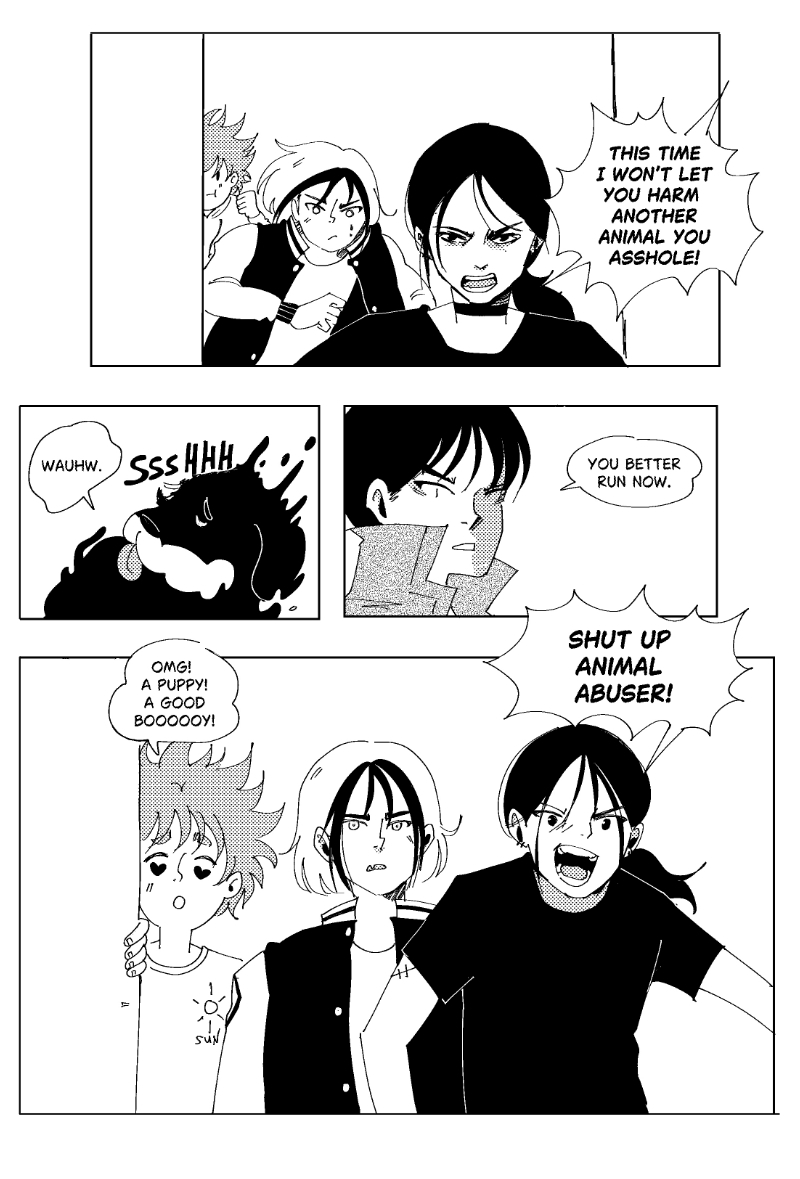 THIS TIME
I WON'T LET
YOU HARM
ANOTHER
ANIMAL YOU
ASSHOLE!
WAUHW.
SSSHHH
YOU BETTER
RUN NOW.
SHUT UP
ANIMAL
ABUSER!
OMG!
A PUPPY!
A GOOD
BOOOOOY!
SUN